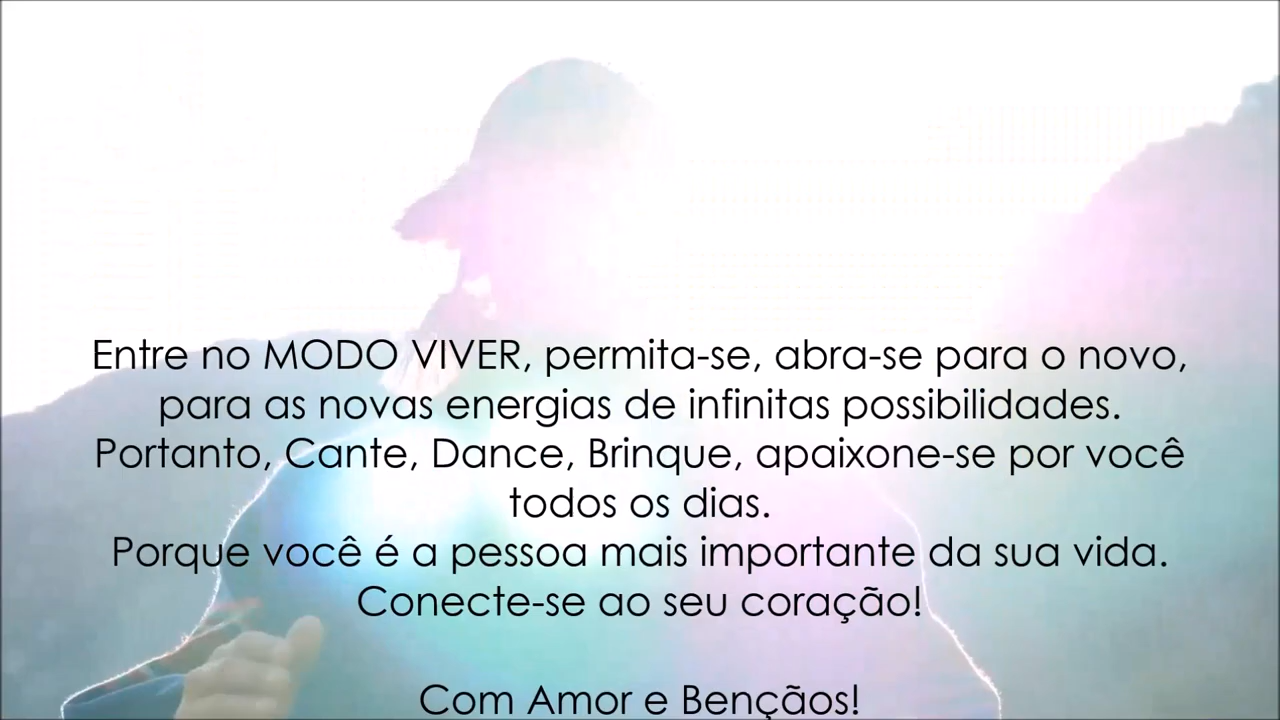 Entre no MODO VIVER, permita-se, abra-se para o novo,
para as novas energias de infinitas possibilidades.
Portanto, Cante, Dance, Brinque, apaixone-se por você
todos os dias.
Porque você é a pessoa mais importante da sua vida.
Conecte-se ao seu coração!
Com Amor e Bençãos!